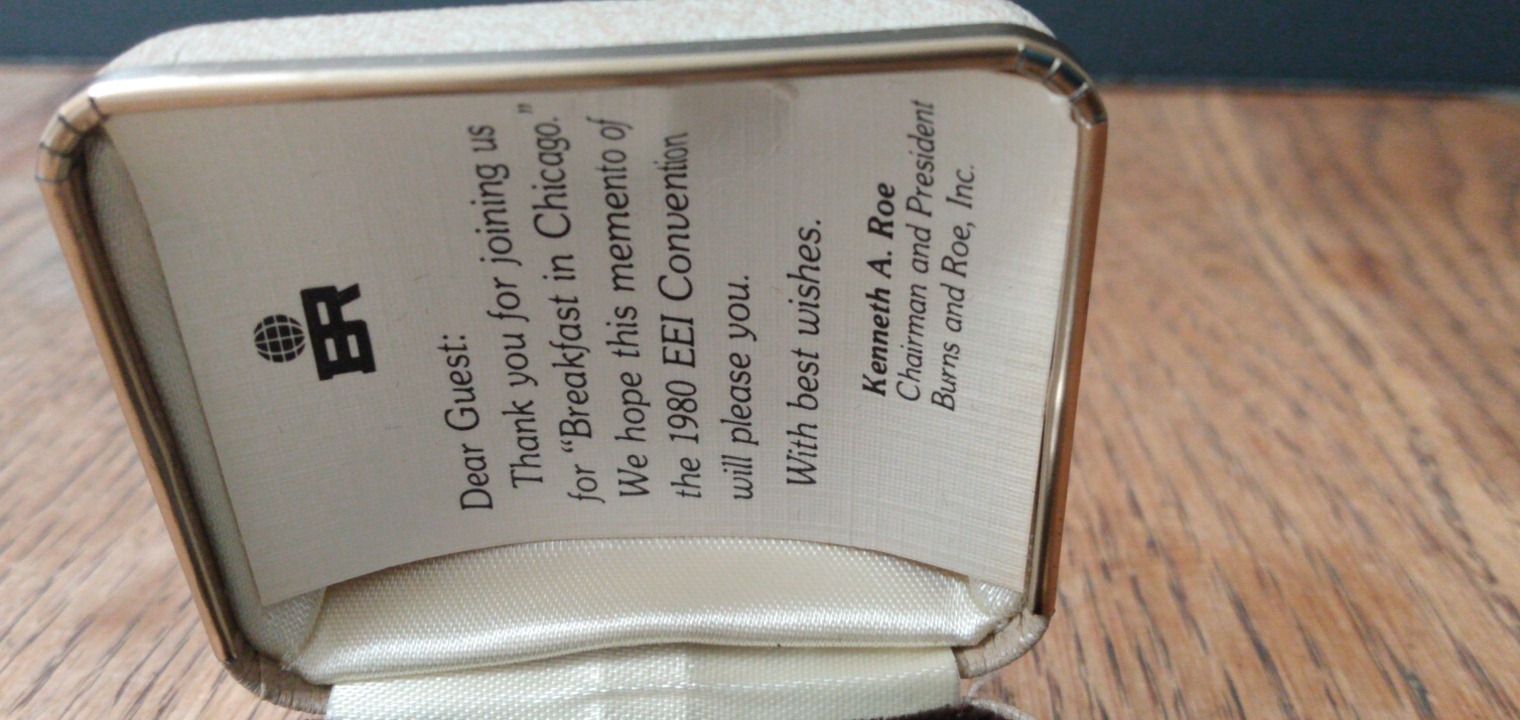 BR
Dear Guest:
Thank you for joining us
for “Breakfast in Chicago.”
We hope this memento of
the 1980 EEI Convention
will please you.
With best wishes.
Kenneth A. Roe
Chairman and President
Burns and Roe, Inc.